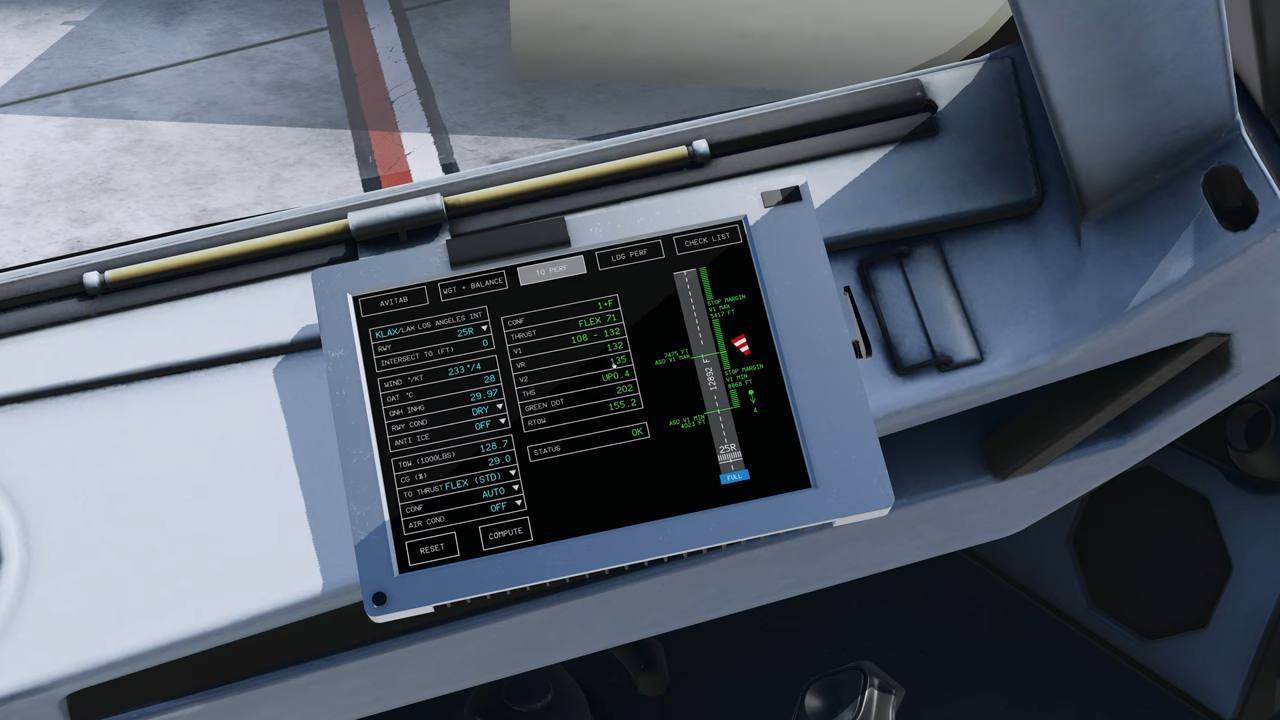 AVITAB
WGT + BALANCE
TO PERF
LDG PERF
CHECK LIST
KLAX/LAX LOS ANGELES INT
RWY 25R
INTERSECT TO (FT) 0
WIND °/KT 233°/4
OAT °C 28
QNH INHG 29.97
RWY COND DRY
ANTI ICE OFF
TOW (1000LBS) 128.7
CG (%) 29.0
TO THRUST FLEX (STD)
CONF AUTO
AIR COND OFF
RESET
COMPUTE
CONF 1+F
THRUST FLEX 71
V1 108 - 132
VR 132
V2 135
THS UP0.4
GREEN DOT 202
RTOW 155.2
STATUS OK
STOP MARGIN
V1 MAX
5417 FT
7475 FT
ASD V1 MAX
12892 F
STOP MARGIN
V1 MIN
8068 FT
4
ASD V1 MIN
4823 FT
25R
FULL